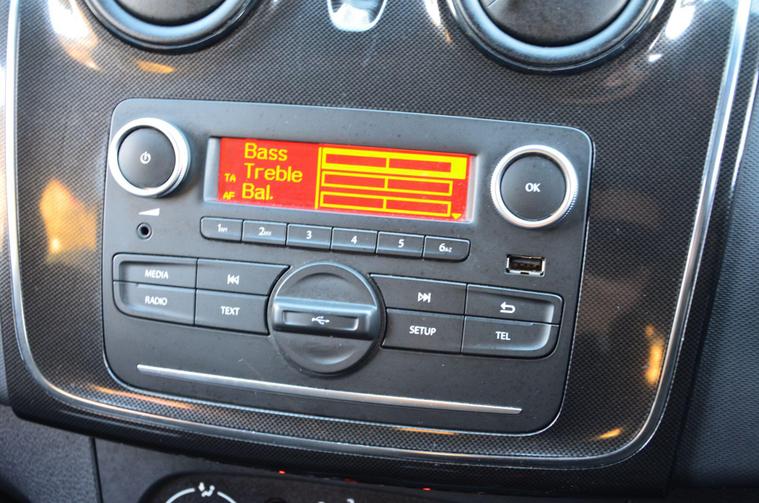 Bass
TA Treble
AF Bal.
OK
1 2 3 4 5 6
MEDIA
RADIO
TEXT
SETUP
TEL